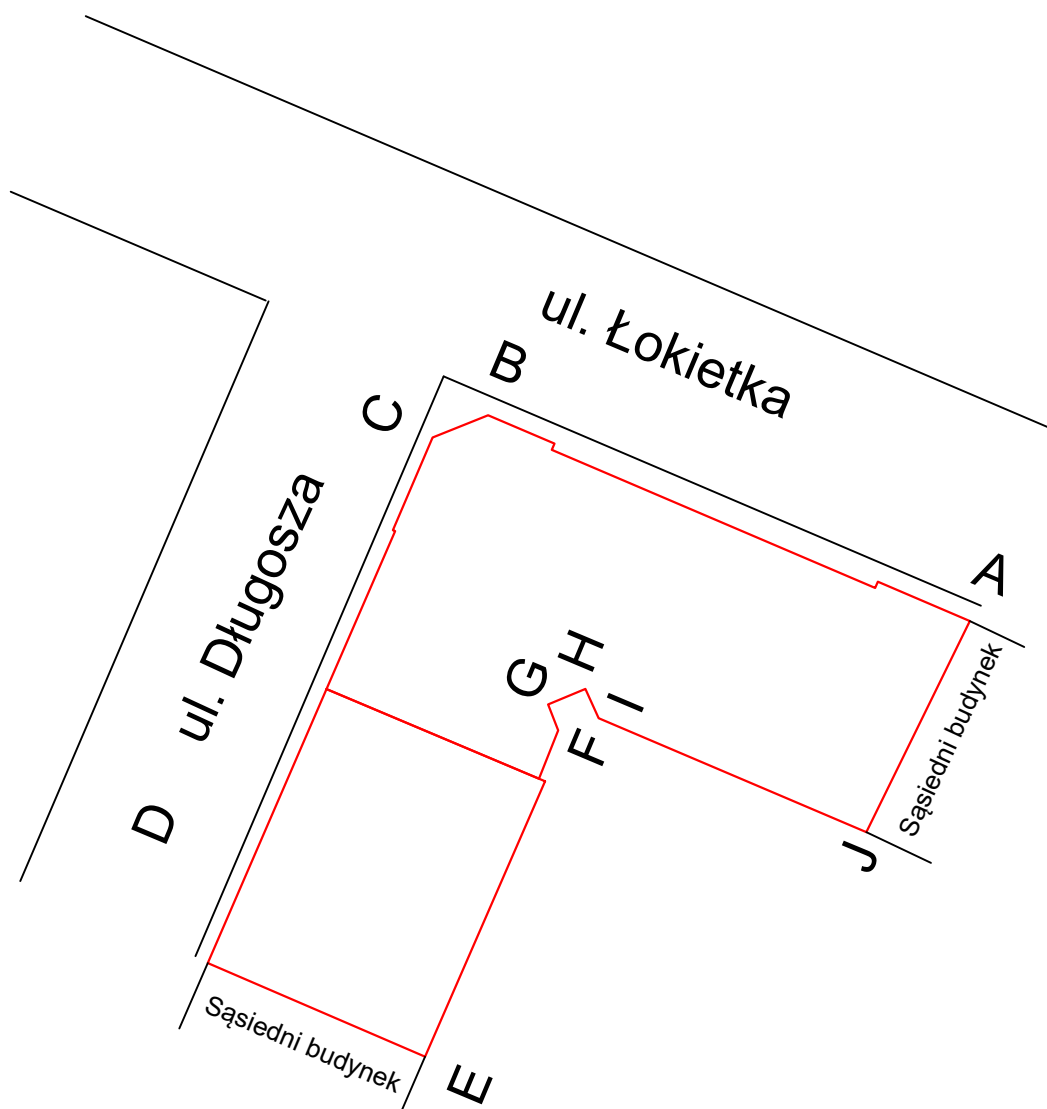 ul. Łokietka
B
C
A
ul. Długosza
H
G
I
F
Sąsiedni budynek
D
J
Sąsiedni budynek
E